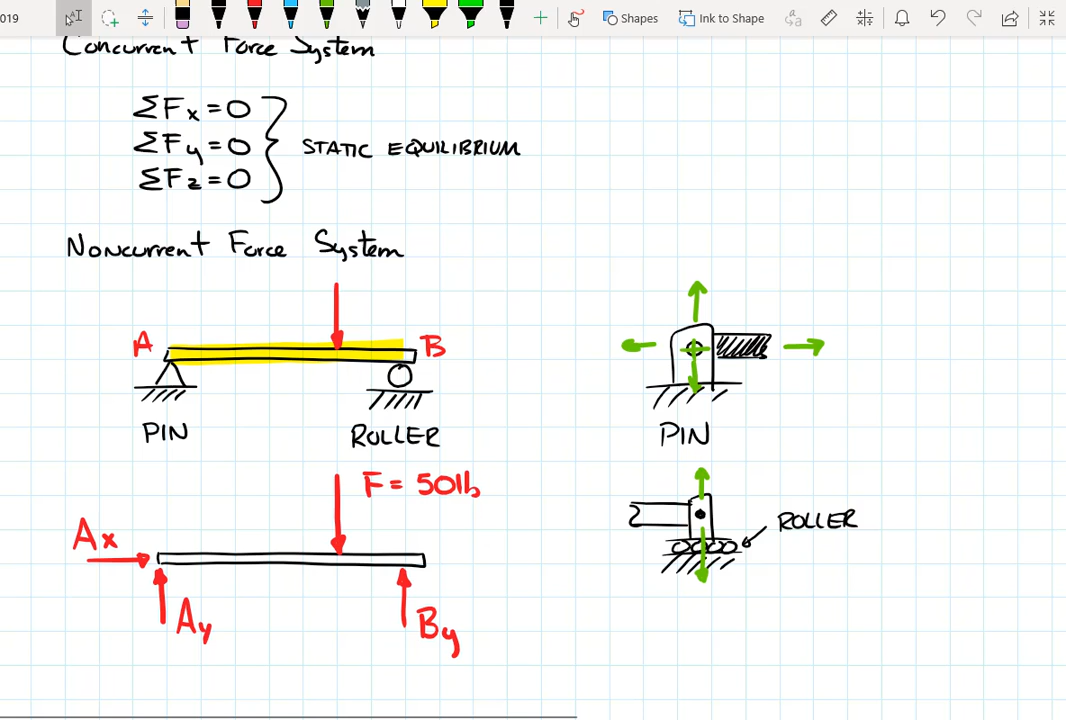 019
Shapes
Ink to Shape
Concurrent Force System
ΣFx = 0
ΣFy = 0
ΣFz = 0
STATIC EQUILIBRIUM
Noncurrent Force System
A
B
PIN
ROLLER
PIN
F = 50lb
ROLLER
Ax
Ay
By